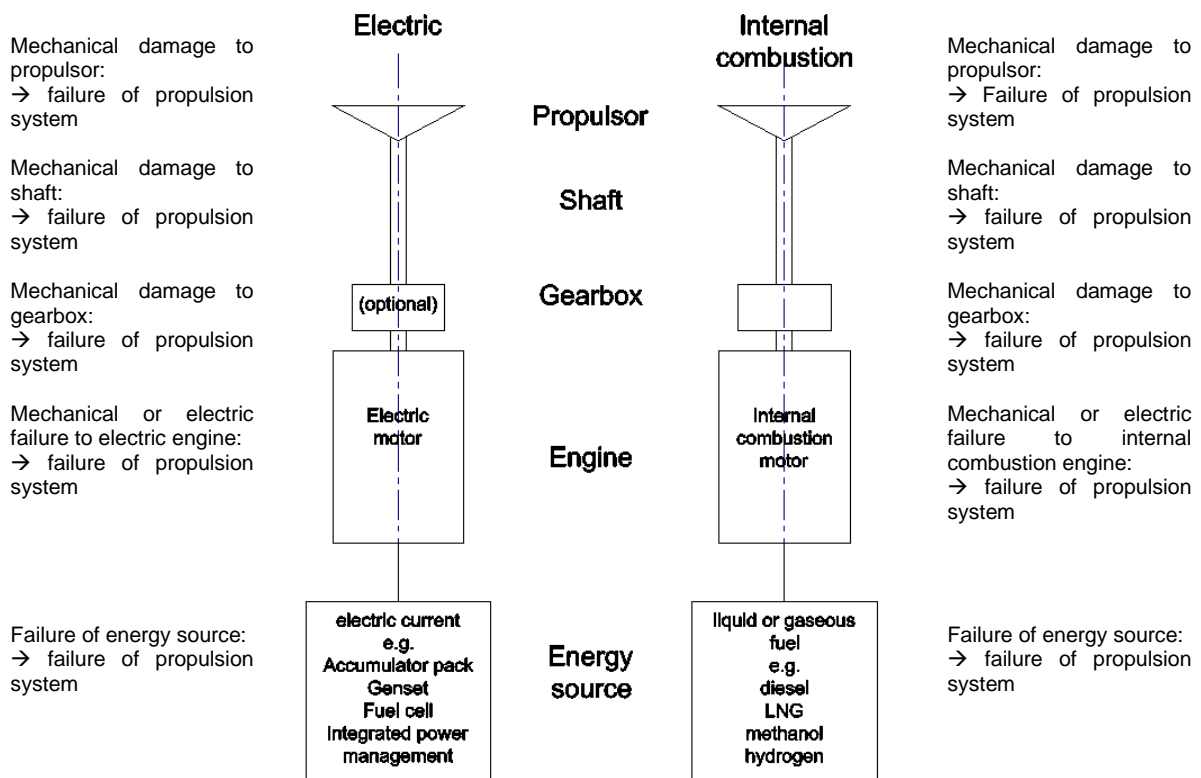 Electric
Internal
combustion
Mechanical damage to
propulsor:
→ failure of propulsion
system
Propulsor
Mechanical damage to
propulsor:
→ Failure of propulsion
system
Mechanical damage to
shaft:
→ failure of propulsion
system
Shaft
Mechanical damage to
shaft:
→ failure of propulsion
system
Mechanical damage to
gearbox:
→ failure of propulsion
system
(optional)
Gearbox
Mechanical damage to
gearbox:
→ failure of propulsion
system
Mechanical or electric
failure to electric engine:
→ failure of propulsion
system
Electric
motor
Engine
Internal
combustion
motor
Mechanical or electric
failure to internal
combustion engine:
→ failure of propulsion
system
Failure of energy source:
→ failure of propulsion
system
electric current
e.g.
Accumulator pack
Genset
Fuel cell
Integrated power
management
Energy
source
liquid or gaseous
fuel
e.g.
diesel
LNG
methanol
hydrogen
Failure of energy source:
→ failure of propulsion
system